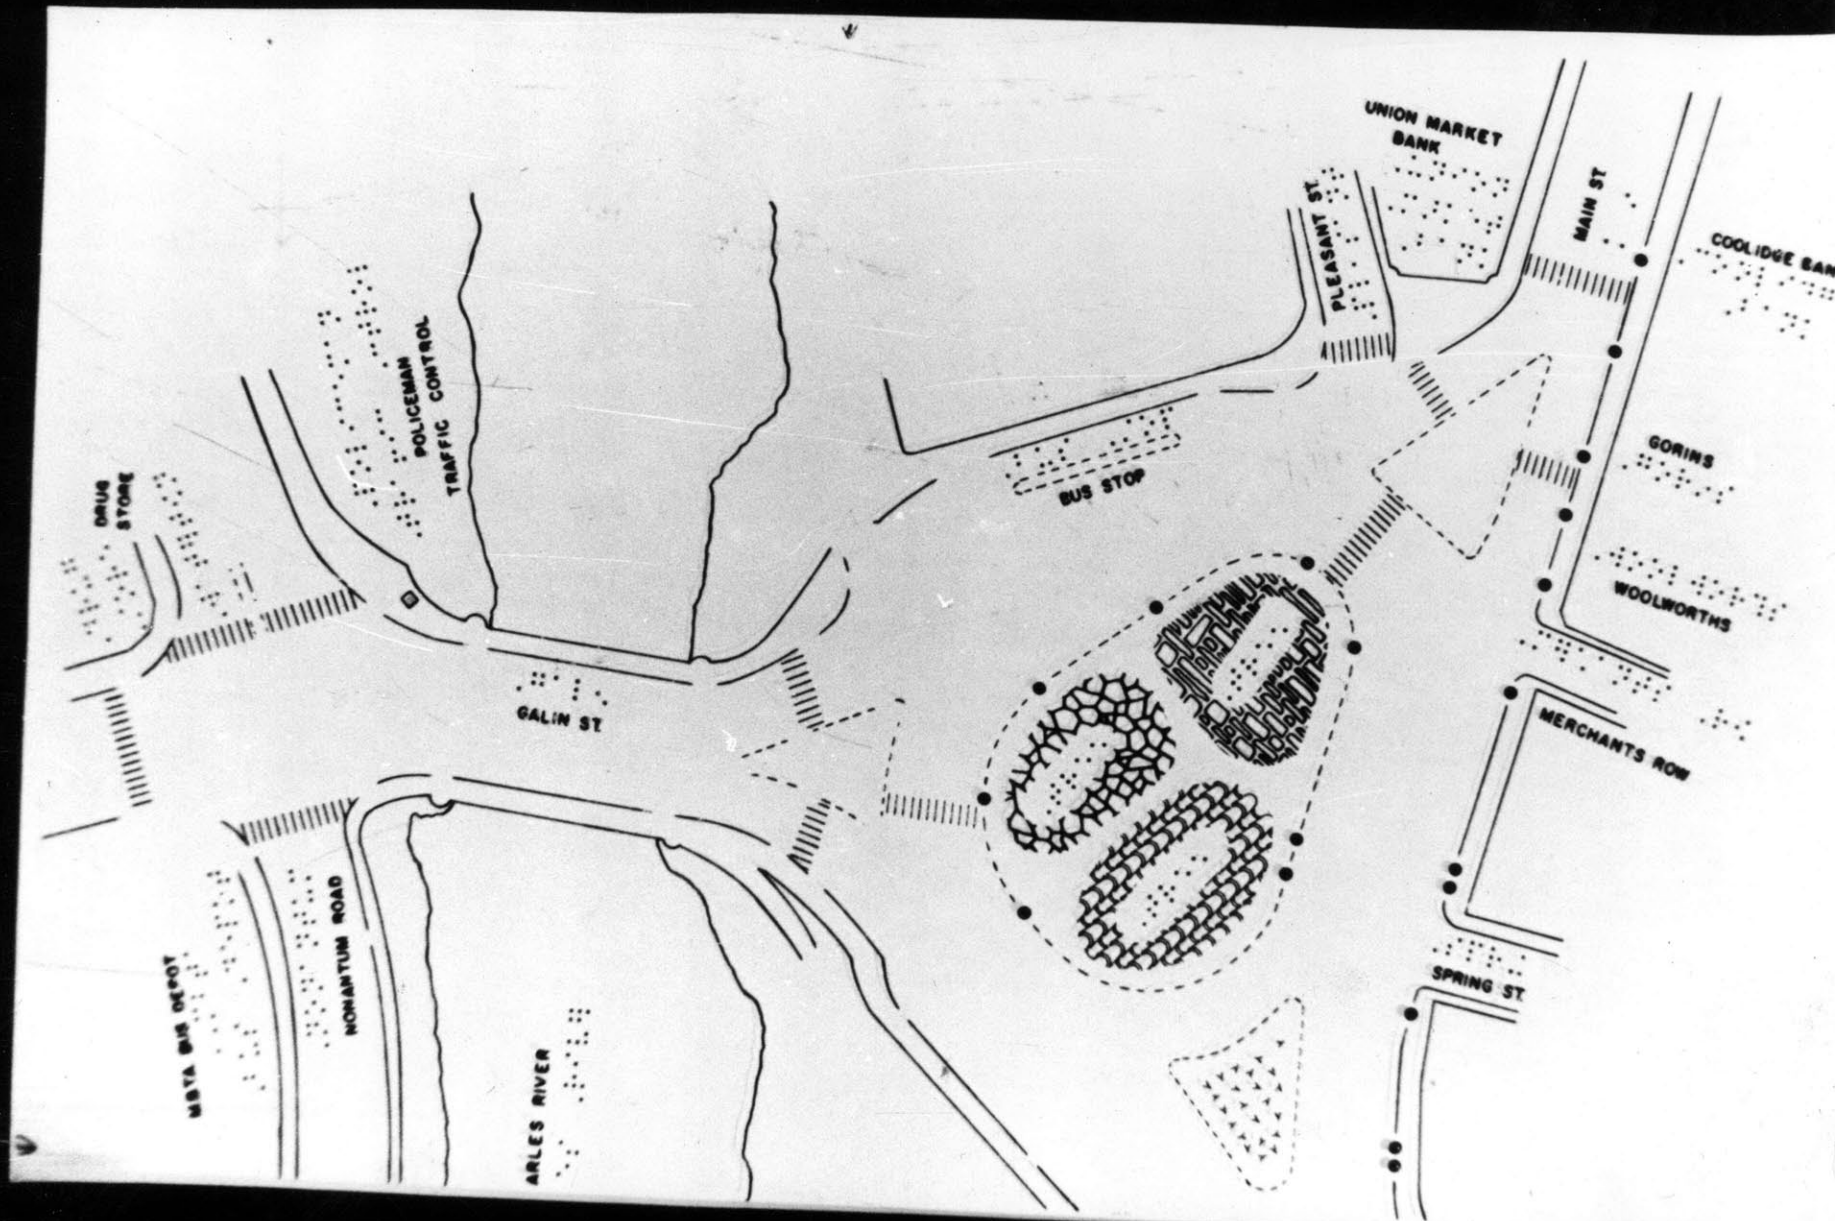 UNION MARKET
BANK
MAIN ST.
PLEASANT ST.
COOLIDGE BAN
POLICEMAN
TRAFFIC CONTROL
GORINS
DRUG
STORE
BUS STOP
WOOLWORTHS
GALIN ST.
MERCHANTS ROW
NONANTUM ROAD
MBTA BUS DEPOT
SPRING ST.
ARLES RIVER